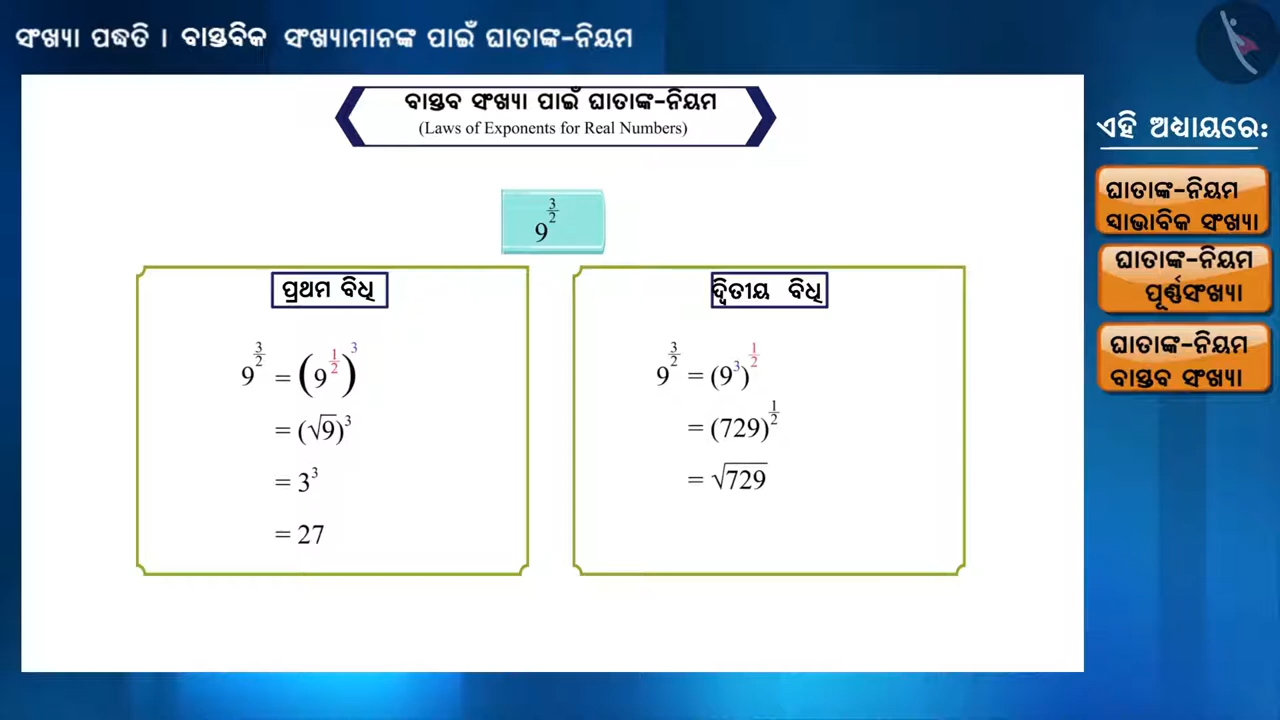 ସଂଖ୍ୟା ପଦ୍ଧତି । ବାସ୍ତବିକ ସଂଖ୍ୟାମାନଙ୍କ ପାଇଁ ଘାତାଙ୍କ-ନିୟମ
ବାସ୍ତବ ସଂଖ୍ୟା ପାଇଁ ଘାତାଙ୍କ-ନିୟମ
(Laws of Exponents for Real Numbers)
9^(3/2)
ପ୍ରଥମ ବିଧି
9^(3/2) = (9^(1/2))^3
= (√9)^3
= 3^3
= 27
ଦ୍ୱିତୀୟ ବିଧି
9^(3/2) = (9^3)^(1/2)
= (729)^(1/2)
= √729
ଏହି ଅଧ୍ୟାୟରେ:
ଘାତାଙ୍କ-ନିୟମ
ସ୍ୱାଭାବିକ ସଂଖ୍ୟା
ଘାତାଙ୍କ-ନିୟମ
ପୂର୍ଣ୍ଣସଂଖ୍ୟା
ଘାତାଙ୍କ-ନିୟମ
ବାସ୍ତବ ସଂଖ୍ୟା